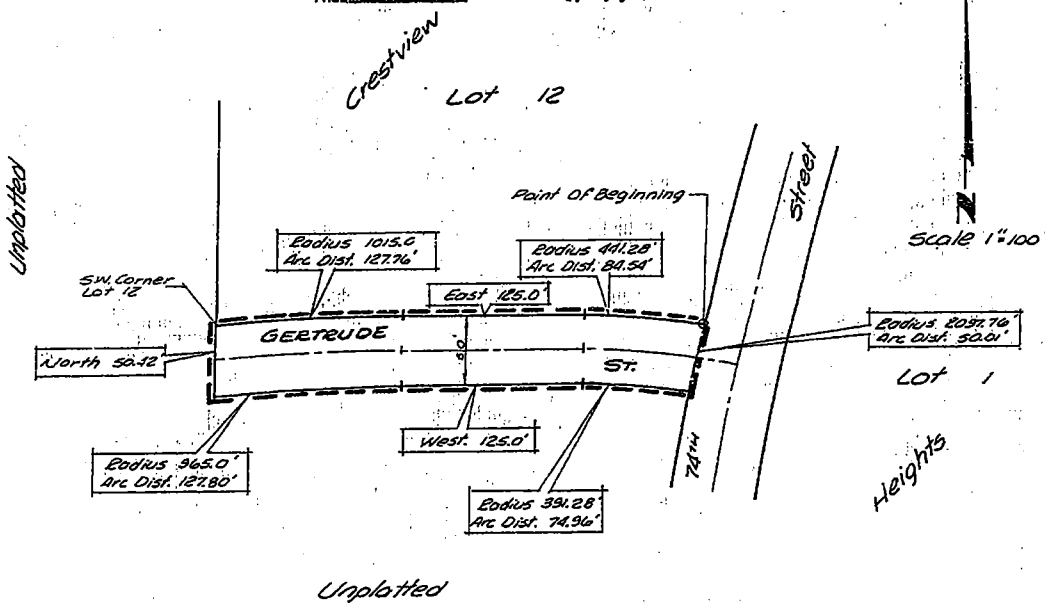 Crestview
Lot 12
Unplatted
Street
Point Of Beginning
Scale 1"=100
Radius 1015.0
Arc Dist. 127.76'
Radius 441.28'
Arc Dist. 84.54'
S.W. Corner
Lot 12
East 125.0'
GERTRUDE
ST.
Radius 2097.76
Arc Dist. 50.01'
North 50.42
Lot 1
West. 125.0'
74TH
Radius 965.0'
Arc Dist. 127.80'
Radius 391.28'
Arc Dist. 74.96'
Heights
Unplatted